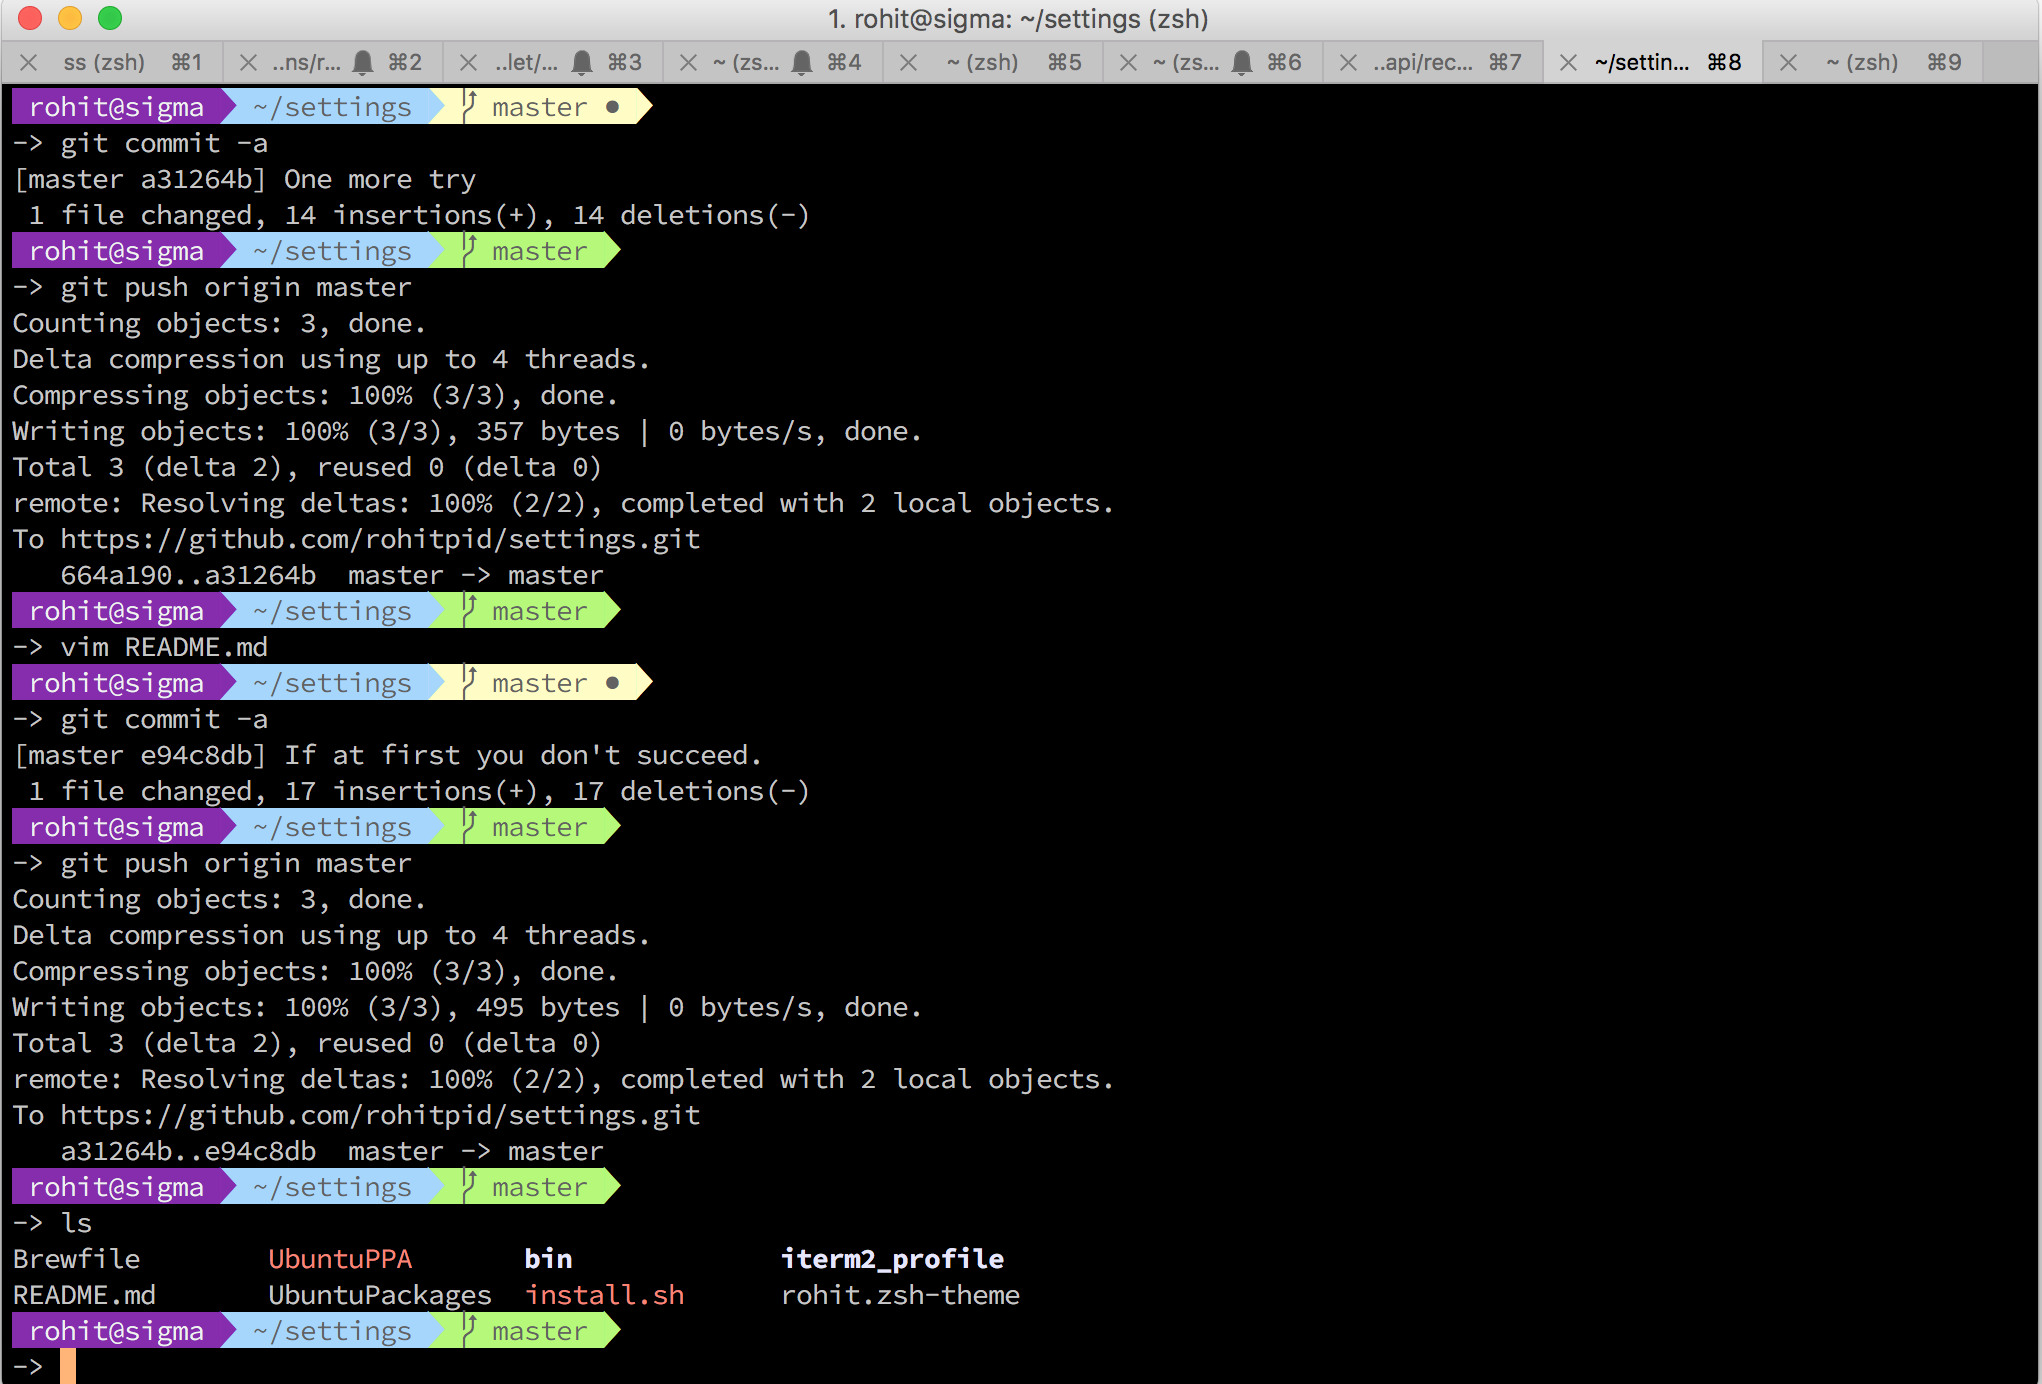 1. rohit@sigma: ~/settings (zsh)
ss (zsh) ⌘1 ..ns/r... ⌘2 ..let/... ⌘3 ~ (zs... ⌘4 ~ (zsh) ⌘5 ~ (zs... ⌘6 ..api/rec... ⌘7 ~/settin... ⌘8 ~ (zsh) ⌘9
rohit@sigma ~/settings master ●
-> git commit -a
[master a31264b] One more try
 1 file changed, 14 insertions(+), 14 deletions(-)
rohit@sigma ~/settings master
-> git push origin master
Counting objects: 3, done.
Delta compression using up to 4 threads.
Compressing objects: 100% (3/3), done.
Writing objects: 100% (3/3), 357 bytes | 0 bytes/s, done.
Total 3 (delta 2), reused 0 (delta 0)
remote: Resolving deltas: 100% (2/2), completed with 2 local objects.
To https://github.com/rohitpid/settings.git
   664a190..a31264b  master -> master
rohit@sigma ~/settings master
-> vim README.md
rohit@sigma ~/settings master ●
-> git commit -a
[master e94c8db] If at first you don't succeed.
 1 file changed, 17 insertions(+), 17 deletions(-)
rohit@sigma ~/settings master
-> git push origin master
Counting objects: 3, done.
Delta compression using up to 4 threads.
Compressing objects: 100% (3/3), done.
Writing objects: 100% (3/3), 495 bytes | 0 bytes/s, done.
Total 3 (delta 2), reused 0 (delta 0)
remote: Resolving deltas: 100% (2/2), completed with 2 local objects.
To https://github.com/rohitpid/settings.git
   a31264b..e94c8db  master -> master
rohit@sigma ~/settings master
-> ls
Brewfile        UbuntuPPA       bin             iterm2_profile
README.md       UbuntuPackages  install.sh      rohit.zsh-theme
rohit@sigma ~/settings master
->